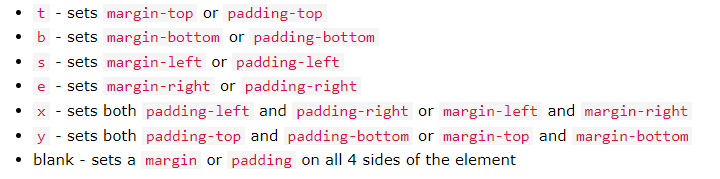 • t - sets margin-top or padding-top
• b - sets margin-bottom or padding-bottom
• s - sets margin-left or padding-left
• e - sets margin-right or padding-right
• x - sets both padding-left and padding-right or margin-left and margin-right
• y - sets both padding-top and padding-bottom or margin-top and margin-bottom
• blank - sets a margin or padding on all 4 sides of the element